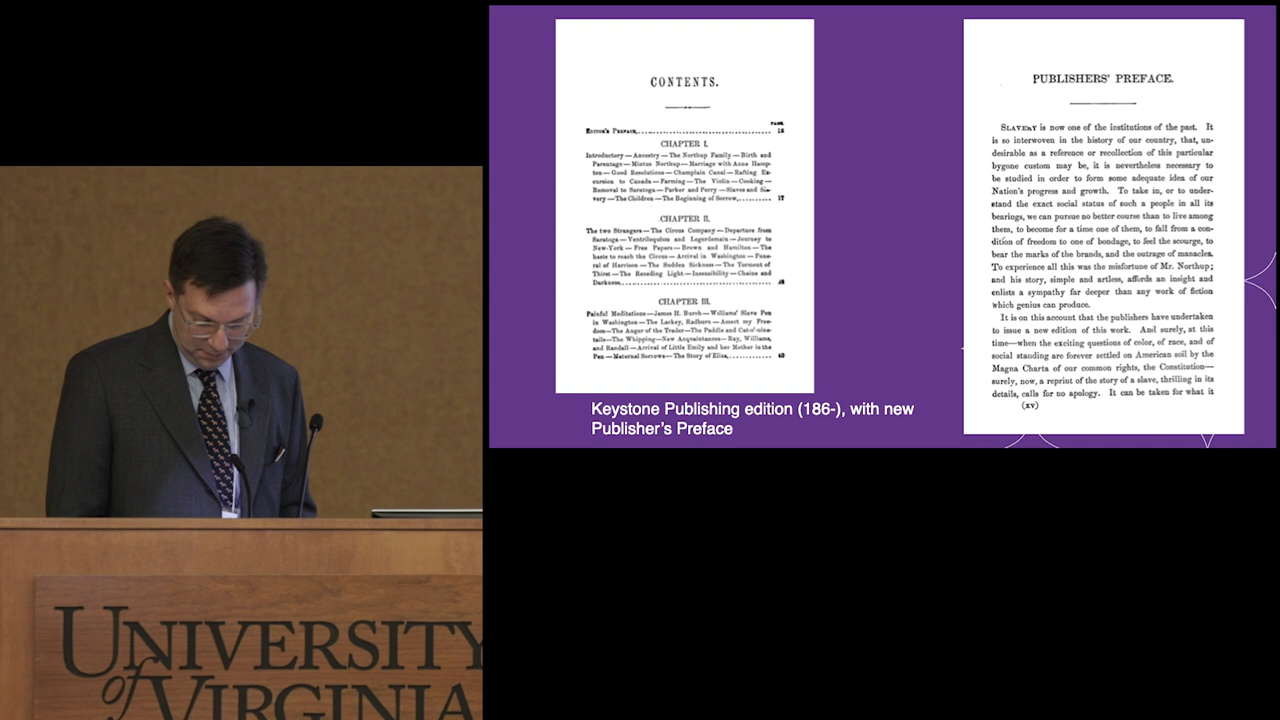 CONTENTS.
PAGE.
EDITOR'S PREFACE, 15
CHAPTER I.
Introductory—Ancestry—The Northup Family—Birth and
Parentage—Mintus Northup—Marriage with Anne Hamp-
ton—Good Resolutions—Champlain Canal—Rafting Ex-
cursion to Canada—Farming—The Violin—Cooking—
Removal to Saratoga—Parker and Perry—Slaves and Sla-
very—The Children—The Beginning of Sorrow, 17
CHAPTER II.
The two Strangers—The Circus Company—Departure from
Saratoga—Ventriloquism and Legerdemain—Journey to
New-York—Free Papers—Brown and Hamilton—The
haste to reach the Circus—Arrival in Washington—Fune-
ral of Harrison—The Sudden Sickness—The Torment of
Thirst—The Receding Light—Insensibility—Chains and
Darkness,
CHAPTER III.
Painful Meditations—James H. Burch—Williams' Slave Pen
in Washington—The Lackey, Radburn—Assert my Free-
dom—The Anger of the Trader—The Paddle and Cat-o'-nine-
tails—The Whipping—New Acquaintances—Ray, Williams,
and Randall—Arrival of Little Emily and her Mother in the
Pen—Maternal Sorrows—The Story of Eliza, 40
Keystone Publishing edition (186-), with new
Publisher's Preface
PUBLISHERS' PREFACE.
SLAVERY is now one of the institutions of the past. It
is so interwoven in the history of our country, that, un-
desirable as a reference or recollection of this particular
bygone custom may be, it is nevertheless necessary to
be studied in order to form some adequate idea of our
Nation's progress and growth. To take in, or to under-
stand the exact social status of such a people in all its
bearings, we can pursue no better course than to live among
them, to become for a time one of them, to fall from a con-
dition of freedom to one of bondage, to feel the scourge, to
bear the marks of the brands, and the outrage of manacles.
To experience all this was the misfortune of Mr. Northup;
and his story, simple and artless, affords an insight and
enlists a sympathy far deeper than any work of fiction
which genius can produce.
It is on this account that the publishers have undertaken
to issue a new edition of this work. And surely, at this
time—when the exciting questions of color, of race, and of
social standing are forever settled on American soil by the
Magna Charta of our common rights, the Constitution—
surely, now, a reprint of the story of a slave, thrilling in its
details, calls for no apology. It can be taken for what it
(xv)
UNIVERSITY
of VIRGINIA